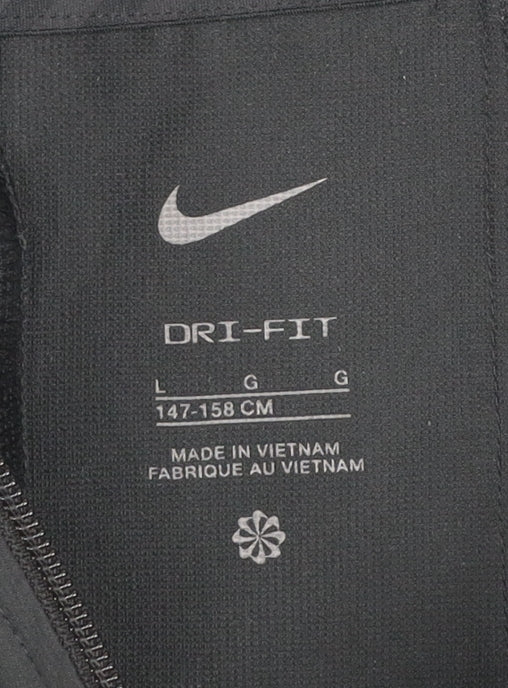 DRI-FIT
L G G
147-158 CM
MADE IN VIETNAM
FABRIQUE AU VIETNAM